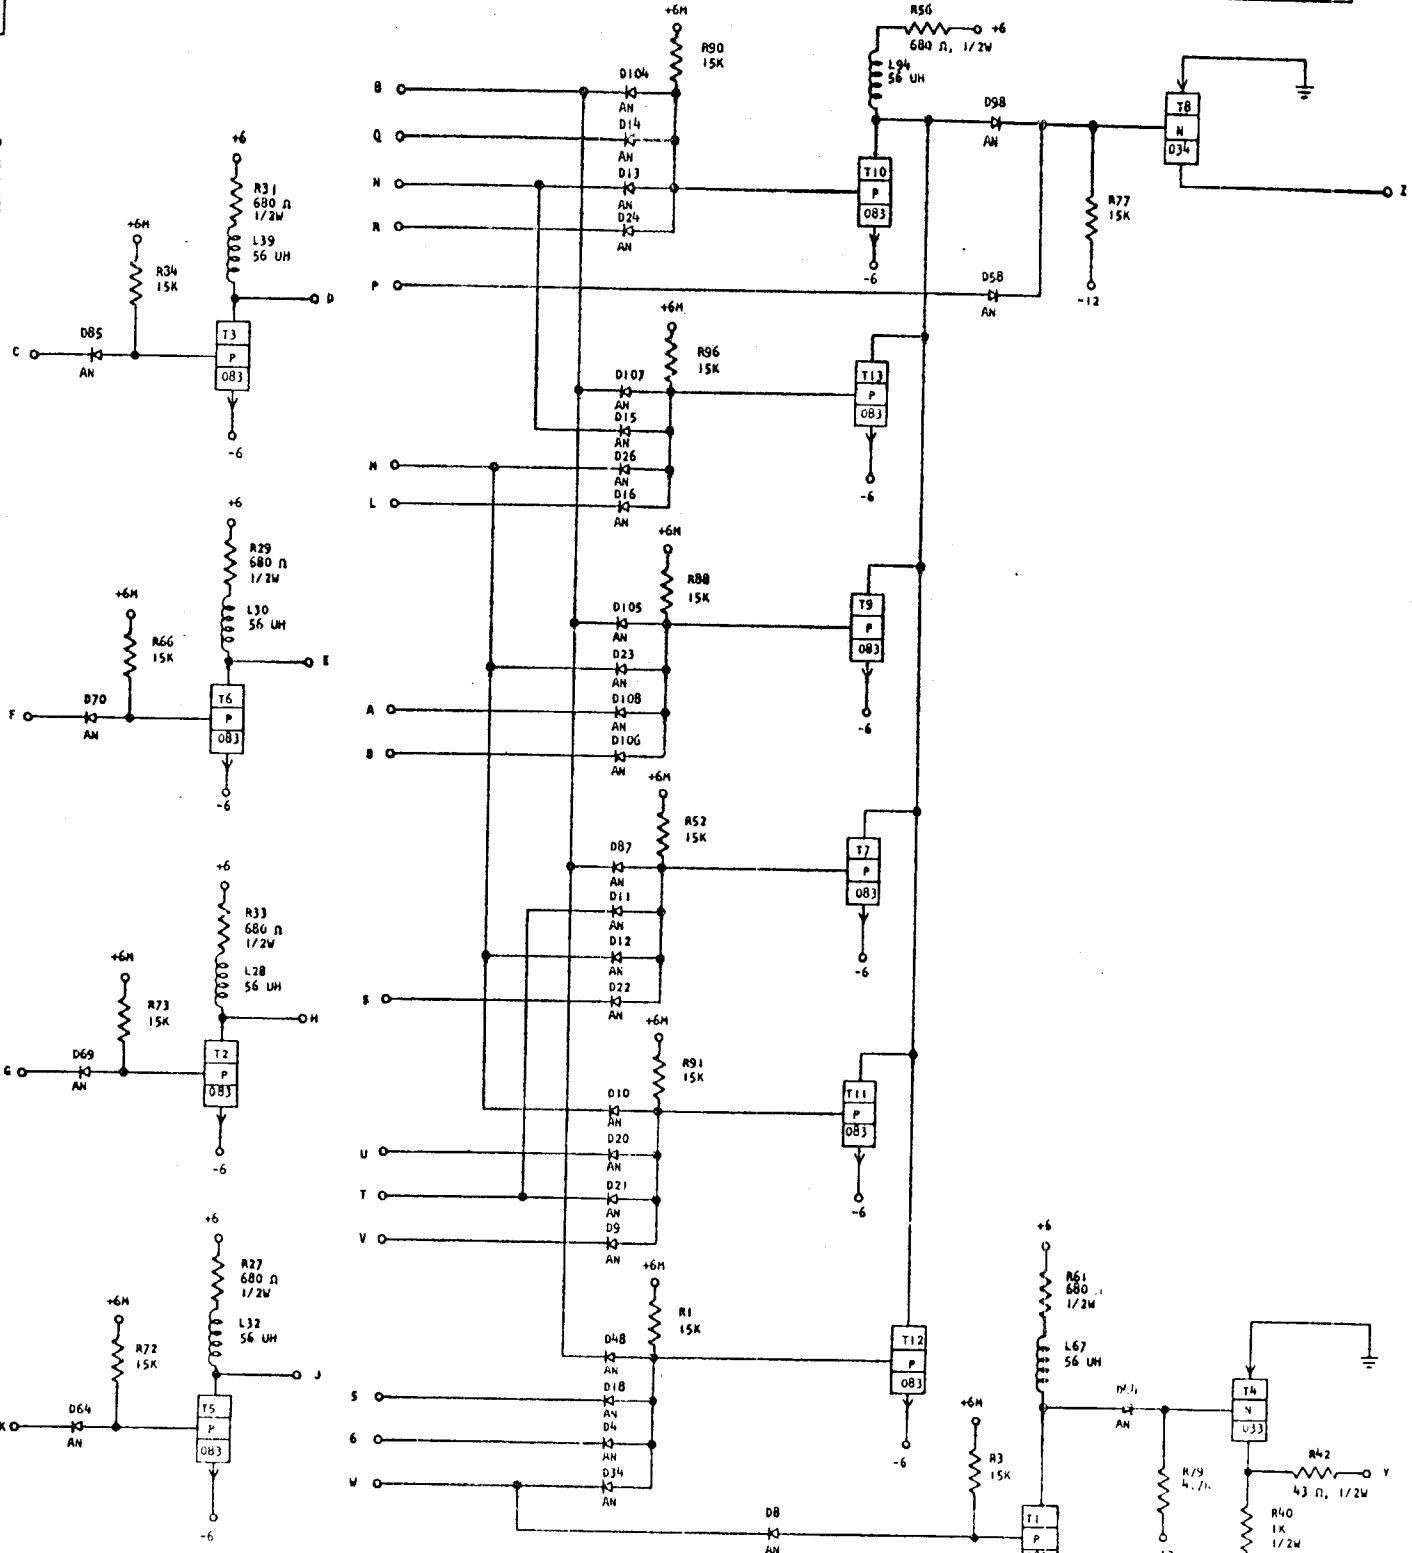 +6
R31
680 Ω
1/2W
L39
56 UH
+6M
R34
15K
D
C
D85
AN
T3
P
083
-6
+6
R29
680 Ω
1/2W
L30
56 UH
+6M
R66
15K
E
F
D70
AN
T6
P
083
-6
+6
R33
680 Ω
1/2W
L28
56 UH
+6M
R73
15K
H
G
D69
AN
T2
P
083
-6
+6
R27
680 Ω
1/2W
L32
56 UH
+6M
R72
15K
J
K
D64
AN
T5
P
083
-6
+6M
R90
15K
B
D104
AN
Q
D14
AN
N
D13
AN
R
D24
AN
P
D58
AN
R56
680 Ω, 1/2W
+6
L94
56 UH
T10
P
083
-6
D98
AN
R77
15K
-12
T8
N
034
Z
+6M
R96
15K
D107
AN
D15
AN
M
D26
AN
L
D16
AN
T13
P
083
-6
+6M
R88
15K
D105
AN
D23
AN
A
D108
AN
8
D106
AN
T9
P
083
-6
+6M
R52
15K
D87
AN
D11
AN
D12
AN
D22
AN
T7
P
083
-6
+6M
R91
15K
D10
AN
U
D20
AN
T
D21
AN
V
D9
AN
T11
P
083
-6
+6M
R1
15K
D48
AN
5
D18
AN
6
D4
AN
W
D34
AN
T12
P
083
-6
D8
AN
+6M
R3
15K
T1
P
+6
R61
680
1/2W
L67
56 UH
AN
R79
T4
N
033
R42
43 Ω, 1/2W
Y
R40
1K
1/2W